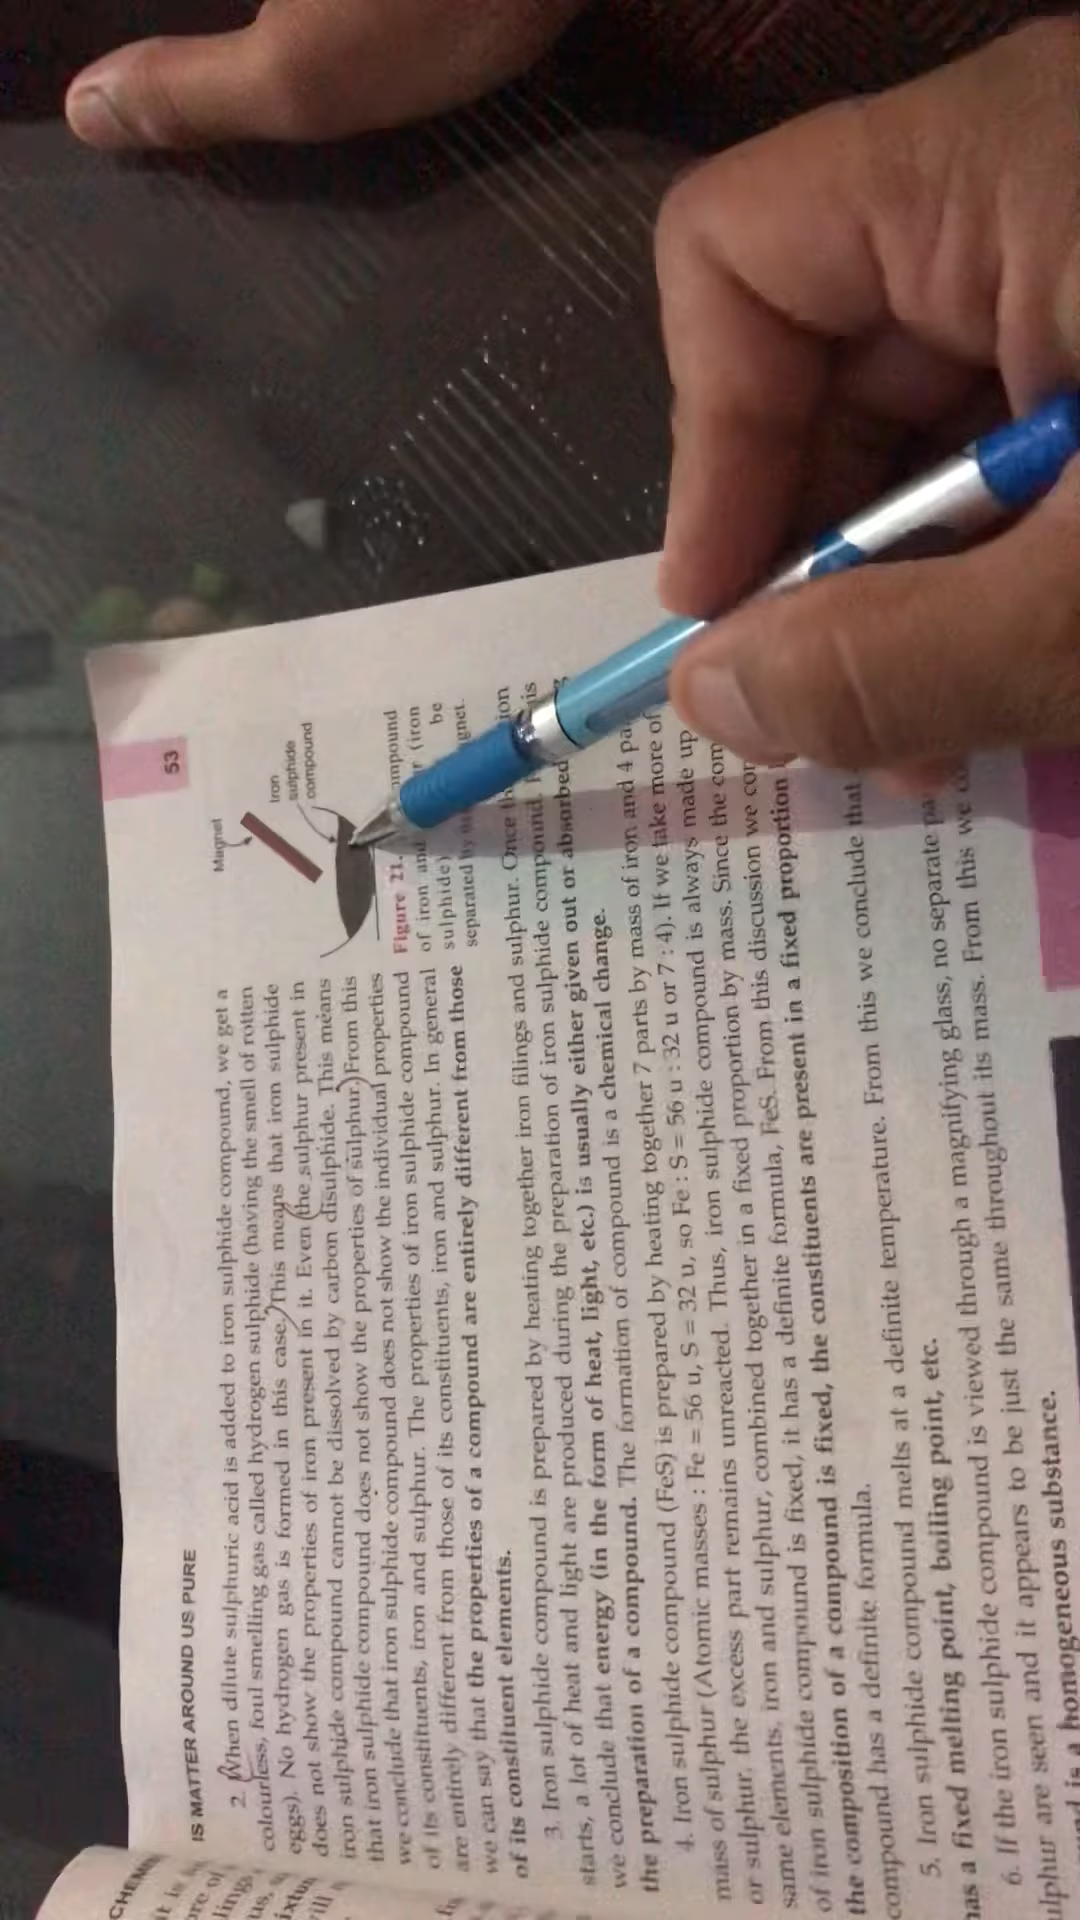 IS MATTER AROUND US PURE
53
2. When dilute sulphuric acid is added to iron sulphide compound, we get a
colourless, foul smelling gas called hydrogen sulphide (having the smell of rotten
eggs). No hydrogen gas is formed in this case. This means that iron sulphide
does not show the properties of iron present in it. Even the sulphur present in
iron sulphide compound cannot be dissolved by carbon disulphide. This means
that iron sulphide compound does not show the properties of sulphur. From this
we conclude that iron sulphide compound does not show the individual properties
of its constituents, iron and sulphur. The properties of iron sulphide compound
are entirely different from those of its constituents, iron and sulphur. In general
we can say that the properties of a compound are entirely different from those
of its constituent elements.
Magnet
Iron
sulphide
compound
Figure 21.
of iron and (iron
sulphide) be
separated by
3. Iron sulphide compound is prepared by heating together iron filings and sulphur. Once
starts, a lot of heat and light are produced during the preparation of iron sulphide compound. is
we conclude that energy (in the form of heat, light, etc.) is usually either given out or absorbed
the preparation of a compound. The formation of compound is a chemical change.
4. Iron sulphide compound (FeS) is prepared by heating together 7 parts by mass of iron and 4
mass of sulphur (Atomic masses : Fe = 56 u, S = 32 u, so Fe : S = 56 u : 32 u or 7 : 4). If we take more of
or sulphur, the excess part remains unreacted. Thus, iron sulphide compound is always made up
same elements, iron and sulphur, combined together in a fixed proportion by mass. Since the
of iron sulphide compound is fixed, it has a definite formula, FeS. From this discussion we
the composition of a compound is fixed, the constituents are present in a fixed proportion
compound has a definite formula.
5. Iron sulphide compound melts at a definite temperature. From this we conclude that
has a fixed melting point, boiling point, etc.
6. If the iron sulphide compound is viewed through a magnifying glass, no separate
sulphur are seen and it appears to be just the same throughout its mass. From this we
is a homogeneous substance.